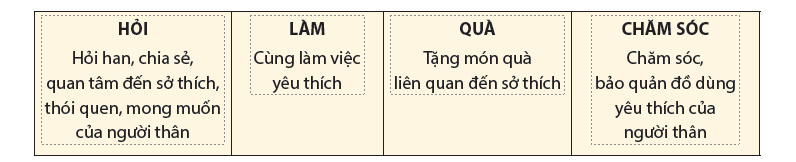 HỎI
Hỏi han, chia sẻ,
quan tâm đến sở thích,
thói quen, mong muốn
của người thân
LÀM
Cùng làm việc
yêu thích
QUÀ
Tặng món quà
liên quan đến sở thích
CHĂM SÓC
Chăm sóc,
bảo quản đồ dùng
yêu thích của
người thân